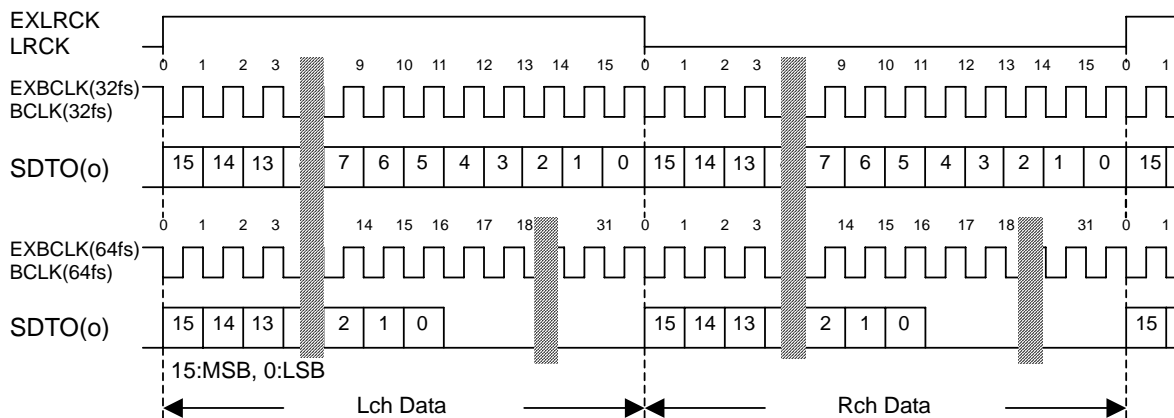 EXLRCK
LRCK
0 1 2 3 9 10 11 12 13 14 15 0 1 2 3 9 10 11 12 13 14 15 0 1
EXBCLK(32fs)
BCLK(32fs)
SDTO(o) 15 14 13 7 6 5 4 3 2 1 0 15 14 13 7 6 5 4 3 2 1 0 15
0 1 2 3 14 15 16 17 18 31 0 1 2 3 14 15 16 17 18 31 0 1
EXBCLK(64fs)
BCLK(64fs)
SDTO(o) 15 14 13 2 1 0 15 14 13 2 1 0 15
15:MSB, 0:LSB
Lch Data Rch Data